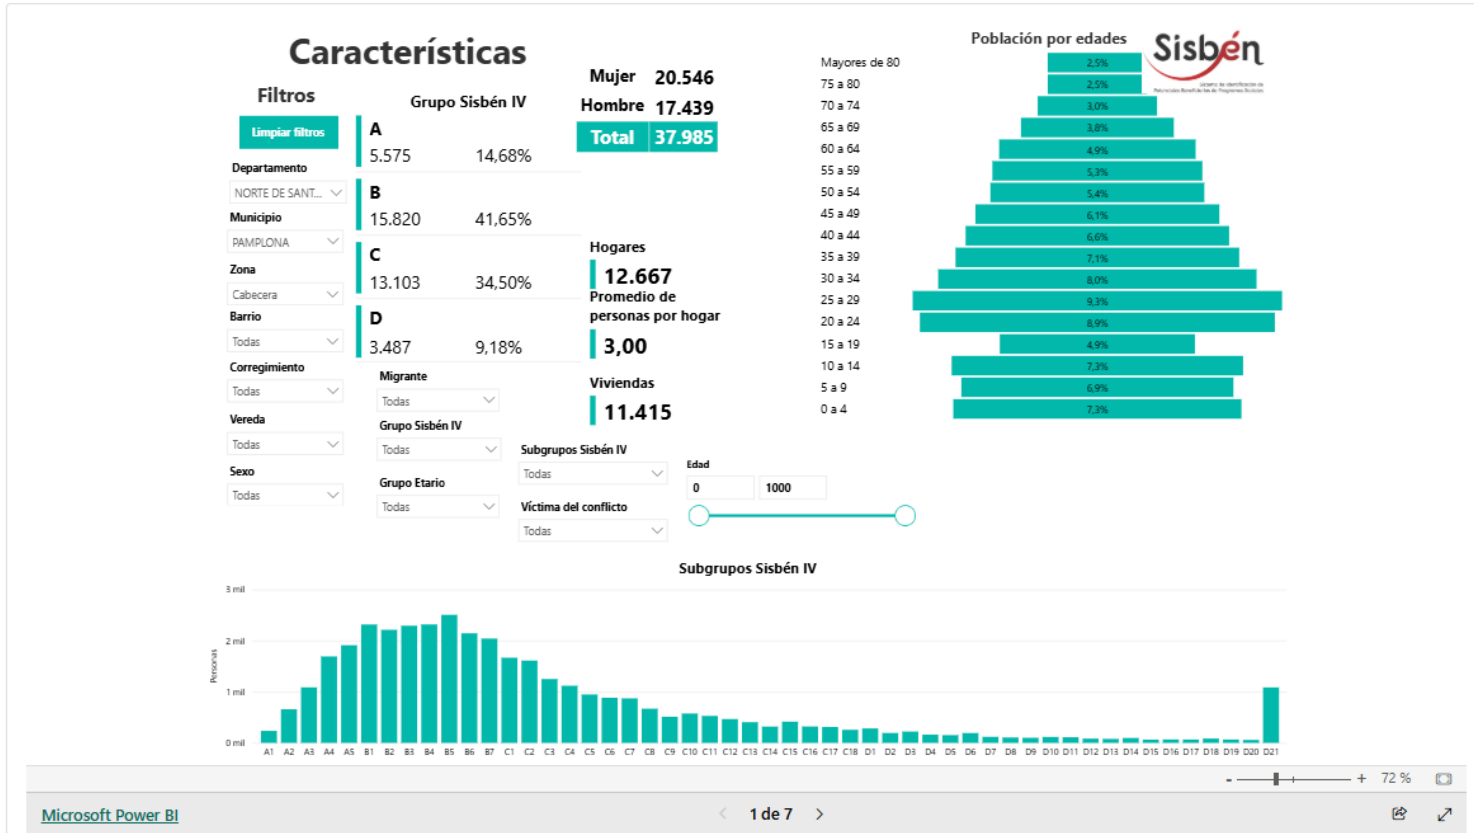 Características
Filtros
Limpiar filtros
Departamento
NORTE DE SANT...
Municipio
PAMPLONA
Zona
Cabecera
Barrio
Todas
Corregimiento
Todas
Vereda
Todas
Sexo
Todas
Grupo Sisbén IV
A
5.575 14,68%
B
15.820 41,65%
C
13.103 34,50%
D
3.487 9,18%
Migrante
Todas
Grupo Sisbén IV
Todas
Grupo Etario
Todas
Mujer 20.546
Hombre 17.439
Total 37.985
Hogares
12.667
Promedio de
personas por hogar
3,00
Viviendas
11.415
Subgrupos Sisbén IV
Todas
Víctima del conflicto
Todas
Edad
0 1000
Población por edades
Sisbén
Mayores de 80 2,5%
75 a 80 2,5%
70 a 74 3,0%
65 a 69 3,8%
60 a 64 4,9%
55 a 59 5,3%
50 a 54 5,4%
45 a 49 6,1%
40 a 44 6,6%
35 a 39 7,1%
30 a 34 8,0%
25 a 29 9,3%
20 a 24 8,9%
15 a 19 4,9%
10 a 14 7,3%
5 a 9 6,9%
0 a 4 7,3%
Subgrupos Sisbén IV
Personas
3 mil
2 mil
1 mil
0 mil
A1 A2 A3 A4 A5 B1 B2 B3 B4 B5 B6 B7 C1 C2 C3 C4 C5 C6 C7 C8 C9 C10 C11 C12 C13 C14 C15 C16 C17 C18 D1 D2 D3 D4 D5 D6 D7 D8 D9 D10 D11 D12 D13 D14 D15 D16 D17 D18 D19 D20 D21
- + 72 %
Microsoft Power BI
1 de 7